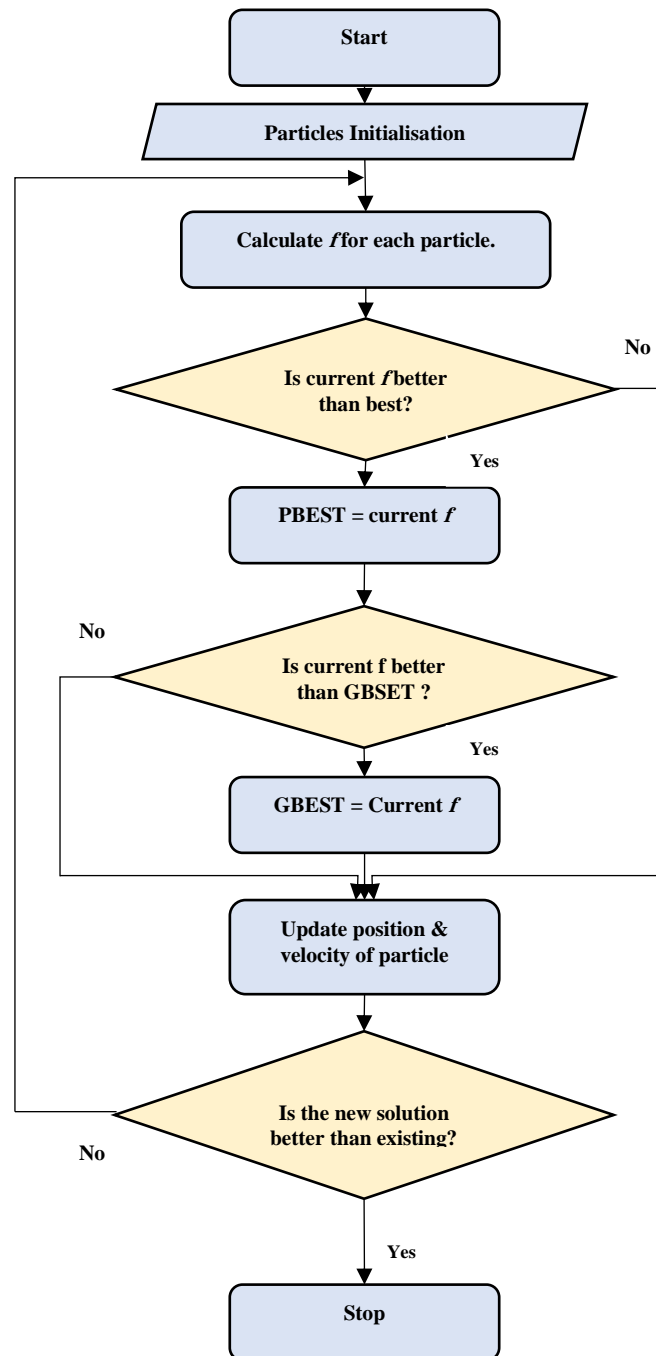 Start
Particles Initialisation
Calculate f for each particle.
No
Is current f better
than best?
Yes
PBEST = current f
No
Is current f better
than GBSET ?
Yes
GBEST = Current f
Update position &
velocity of particle
Is the new solution
better than existing?
No
Yes
Stop